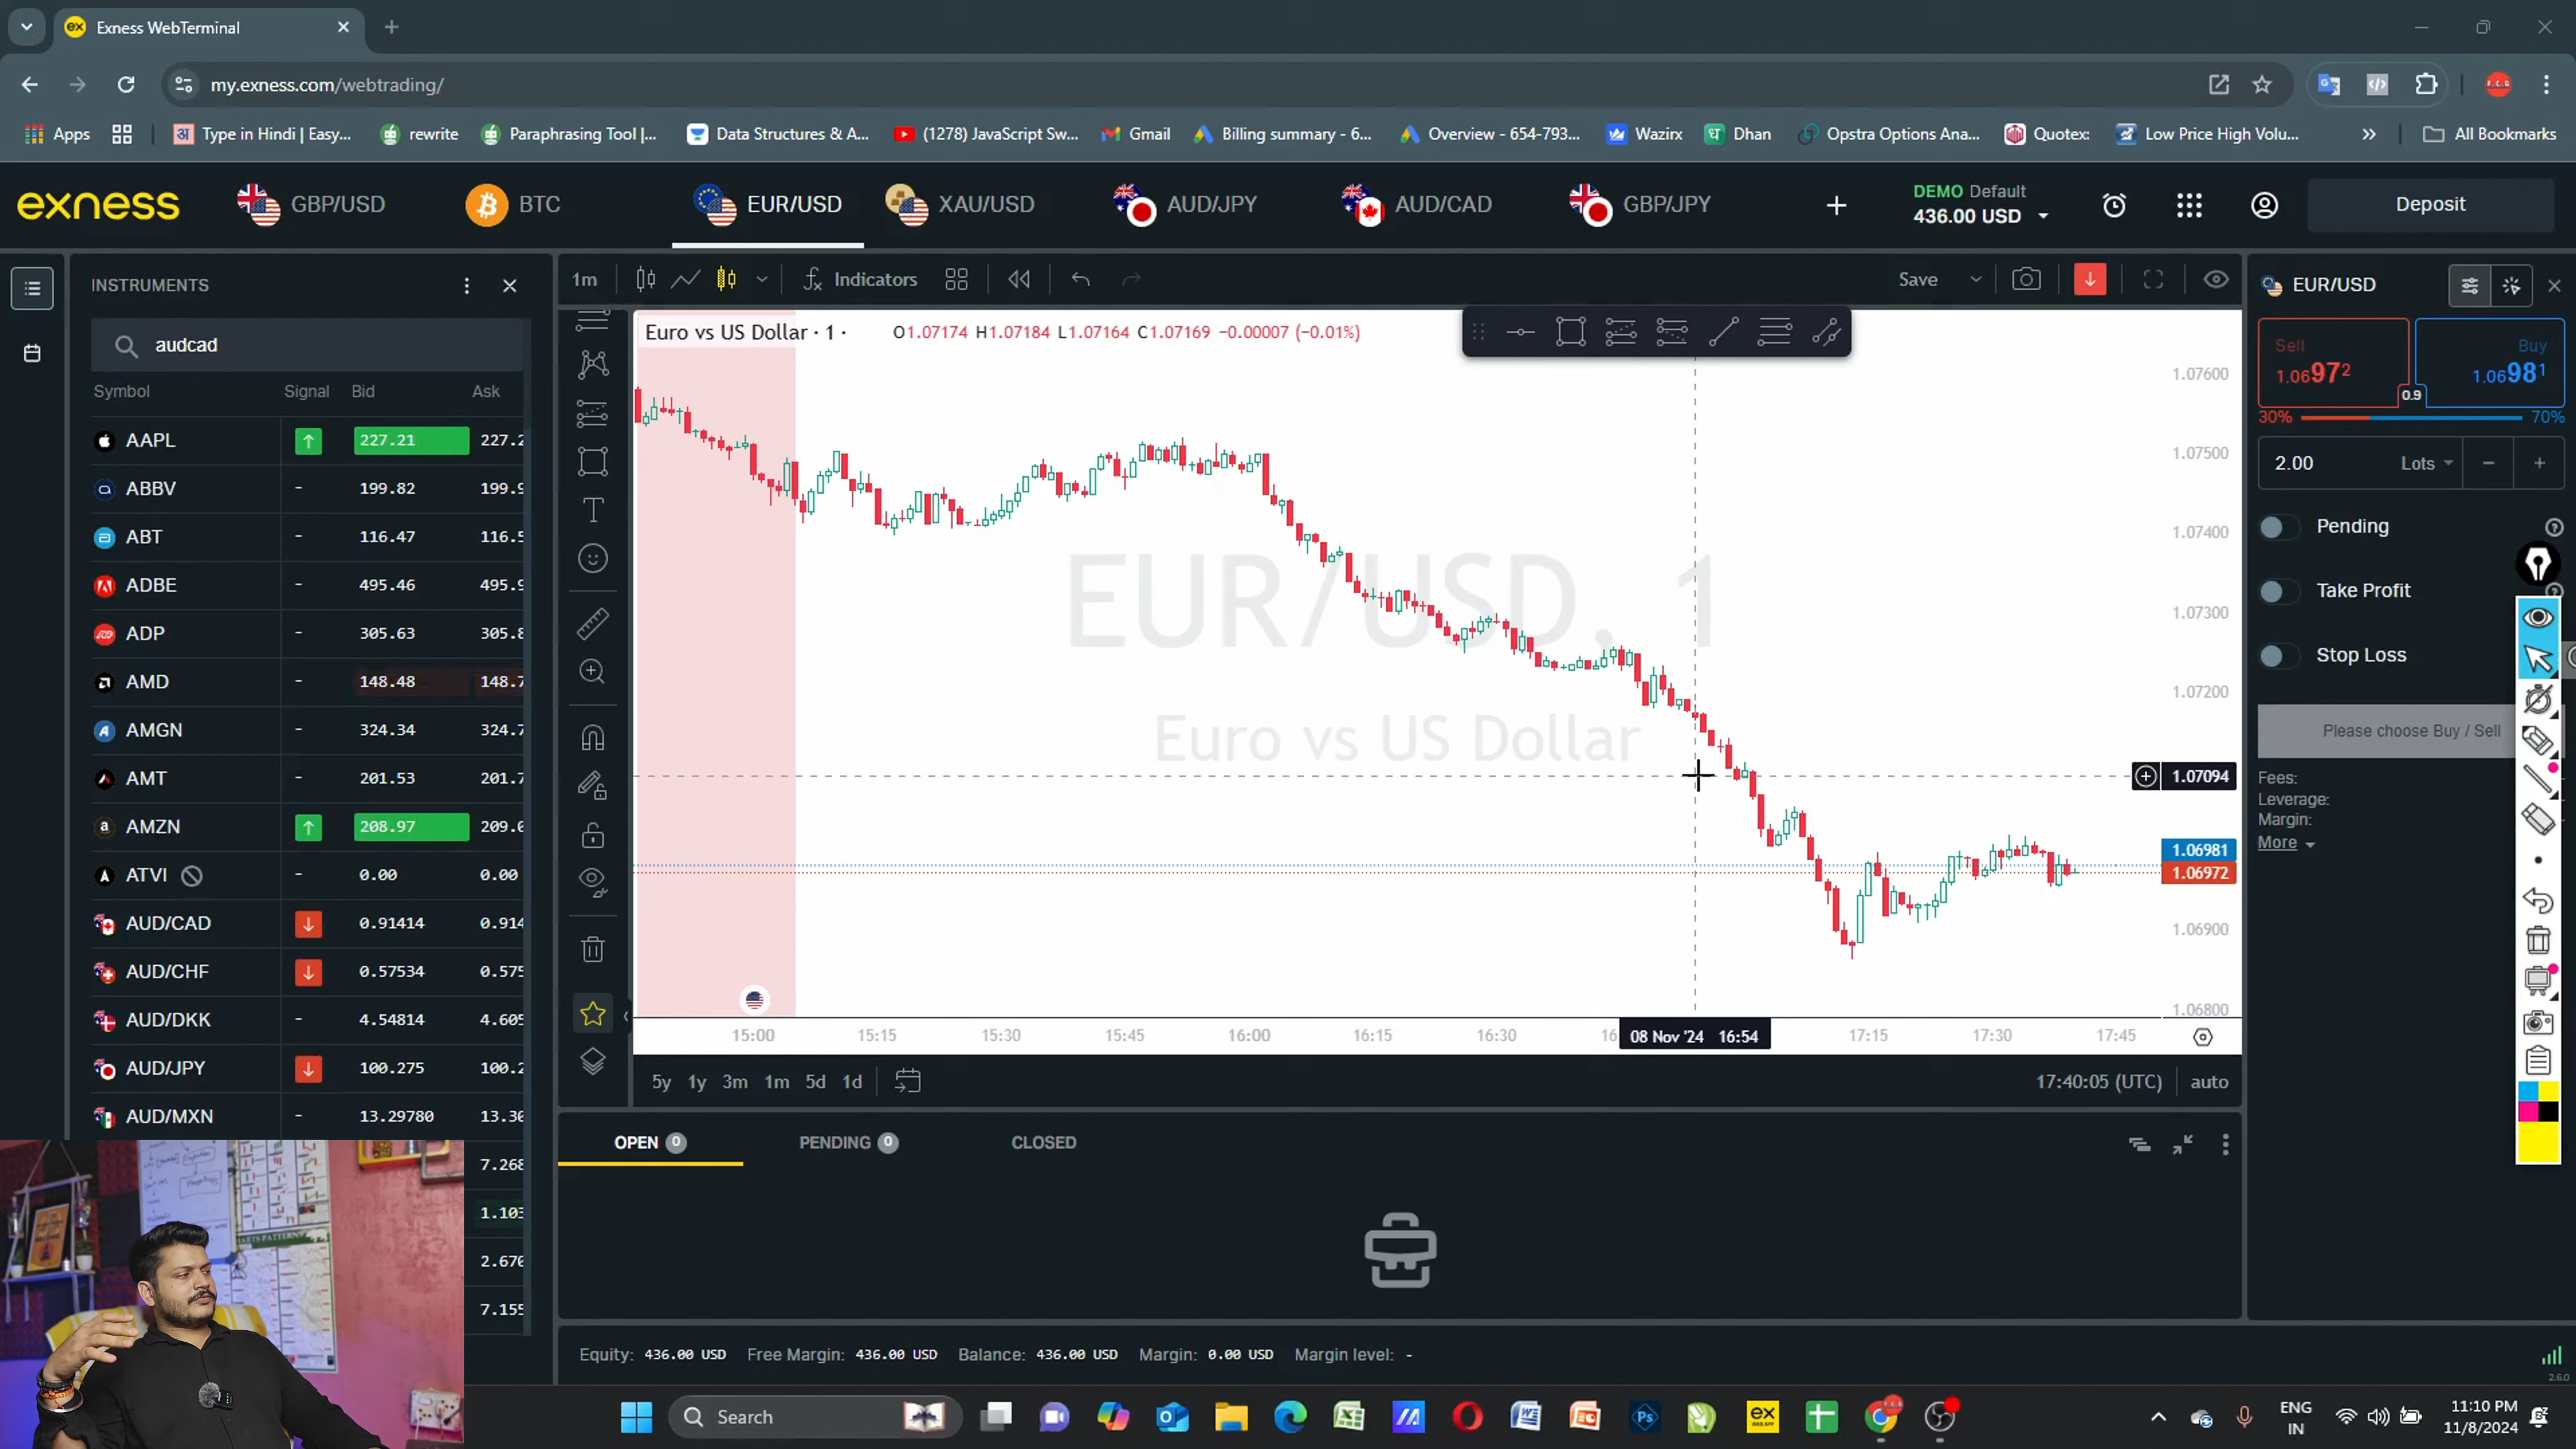 Exness WebTerminal
my.exness.com/webtrading/
Apps
अ Type in Hindi | Easy...
rewrite
Paraphrasing Tool |...
Data Structures & A...
(1278) JavaScript Sw...
Gmail
Billing summary - 6...
Overview - 654-793...
Wazirx
Dhan
Opstra Options Ana...
Quotex:
Low Price High Volu...
All Bookmarks
exness
GBP/USD
BTC
EUR/USD
XAU/USD
AUD/JPY
AUD/CAD
GBP/JPY
DEMO Default
436.00 USD
Deposit
INSTRUMENTS
audcad
Symbol Signal Bid Ask
AAPL 227.21 227.2
ABBV - 199.82 199.9
ABT - 116.47 116.5
ADBE - 495.46 495.9
ADP - 305.63 305.8
AMD - 148.48 148.7
AMGN - 324.34 324.7
AMT - 201.53 201.7
AMZN 208.97 209.0
ATVI - 0.00 0.00
AUD/CAD 0.91414 0.914
AUD/CHF 0.57534 0.575
AUD/DKK - 4.54814 4.605
AUD/JPY 100.275 100.2
AUD/MXN - 13.29780 13.30
7.268
1.103
2.670
7.155
CHARTS PATTERNS
1m
Indicators
Save
Euro vs US Dollar · 1 ·
O1.07174 H1.07184 L1.07164 C1.07169 -0.00007 (-0.01%)
EUR/USD, 1
Euro vs US Dollar
1.07600
1.07500
1.07400
1.07300
1.07200
1.07094
1.06981
1.06972
1.06900
1.06800
15:00 15:15 15:30 15:45 16:00 16:15 16:30 16: 08 Nov '24 16:54 17:15 17:30 17:45
5y 1y 3m 1m 5d 1d
17:40:05 (UTC)
auto
OPEN 0
PENDING 0
CLOSED
Equity: 436.00 USD Free Margin: 436.00 USD Balance: 436.00 USD Margin: 0.00 USD Margin level: -
EUR/USD
Sell
1.06972
Buy
1.06981
0.9
30%
70%
2.00 Lots
Pending
Take Profit
Stop Loss
Please choose Buy / Sell
Fees:
Leverage:
Margin:
More
2.6.0
Search
ENG
IN
11:10 PM
11/8/2024